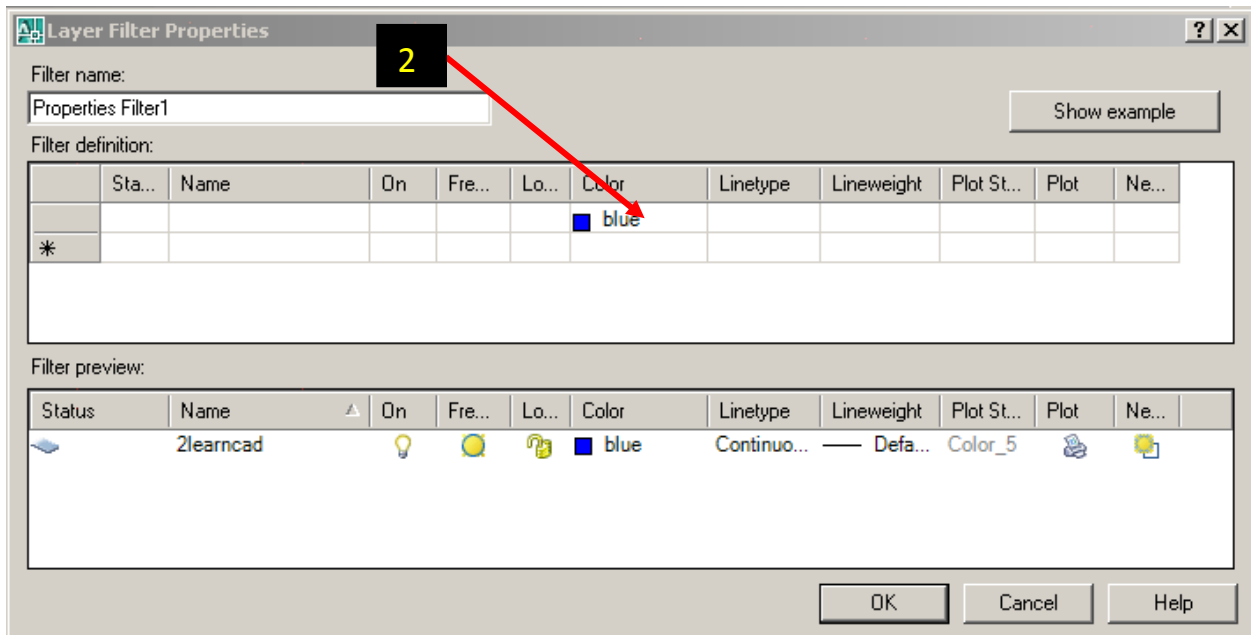 Layer Filter Properties
2
Filter name:
Properties Filter1
Show example
Filter definition:
Sta... Name On Fre... Lo... Color Linetype Lineweight Plot St... Plot Ne...
blue
Filter preview:
Status Name On Fre... Lo... Color Linetype Lineweight Plot St... Plot Ne...
2learncad blue Continuo... Defa... Color_5
OK Cancel Help